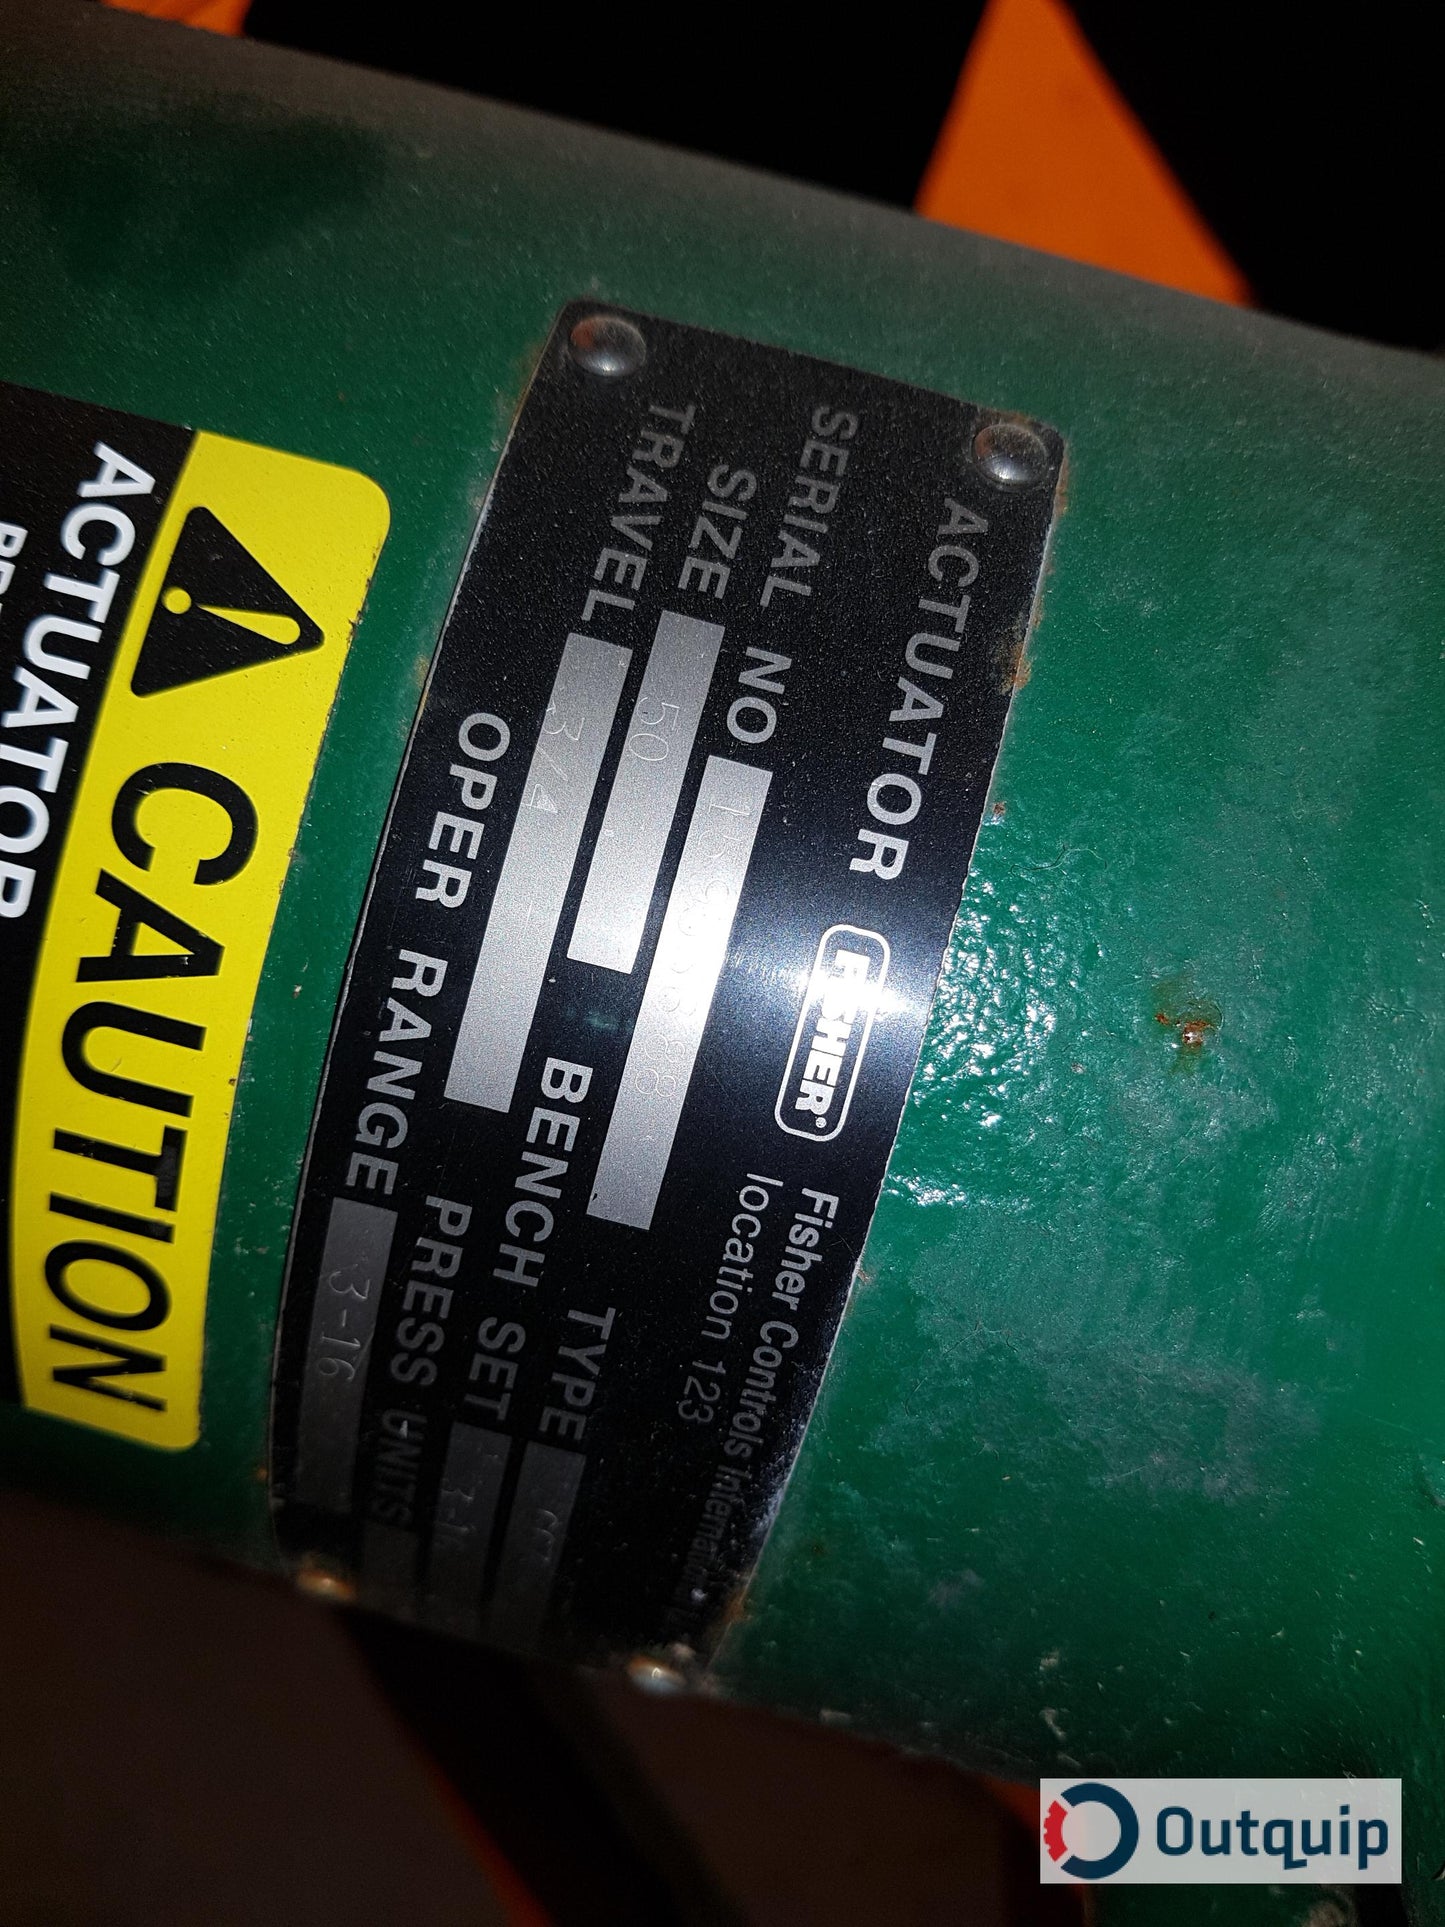 ACTUATOR FISHER® Fisher Controls
location 123
SERIAL NO
SIZE 50 TYPE
TRAVEL 3/4 BENCH SET
PRESS UNITS
OPER RANGE 3-16
CAUTION
ACTUATOR
Outquip